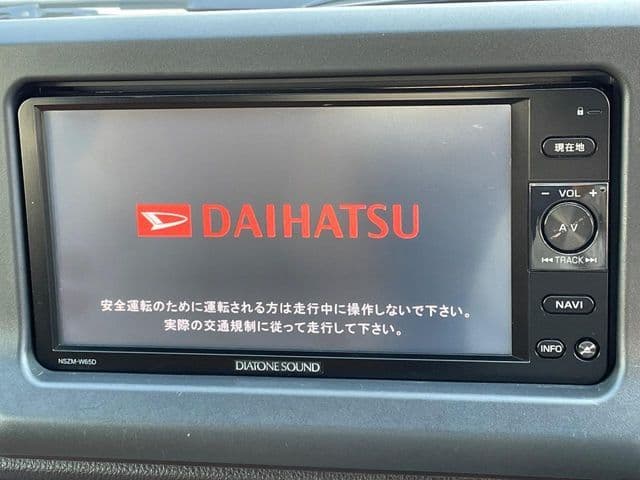 現在地
− VOL +
AV
TRACK
DAIHATSU
安全運転のために運転される方は走行中に操作しないで下さい。
実際の交通規制に従って走行して下さい。
NAVI
INFO
NSZM-W65D
DIATONE SOUND